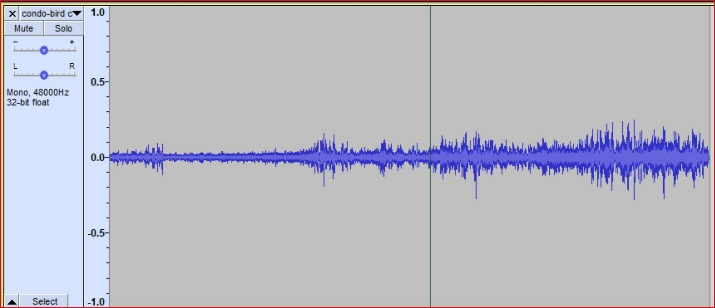 condo-bird c
Mute Solo
- +
L R
Mono, 48000Hz
32-bit float
Select
1.0
0.5
0.0
-0.5
-1.0